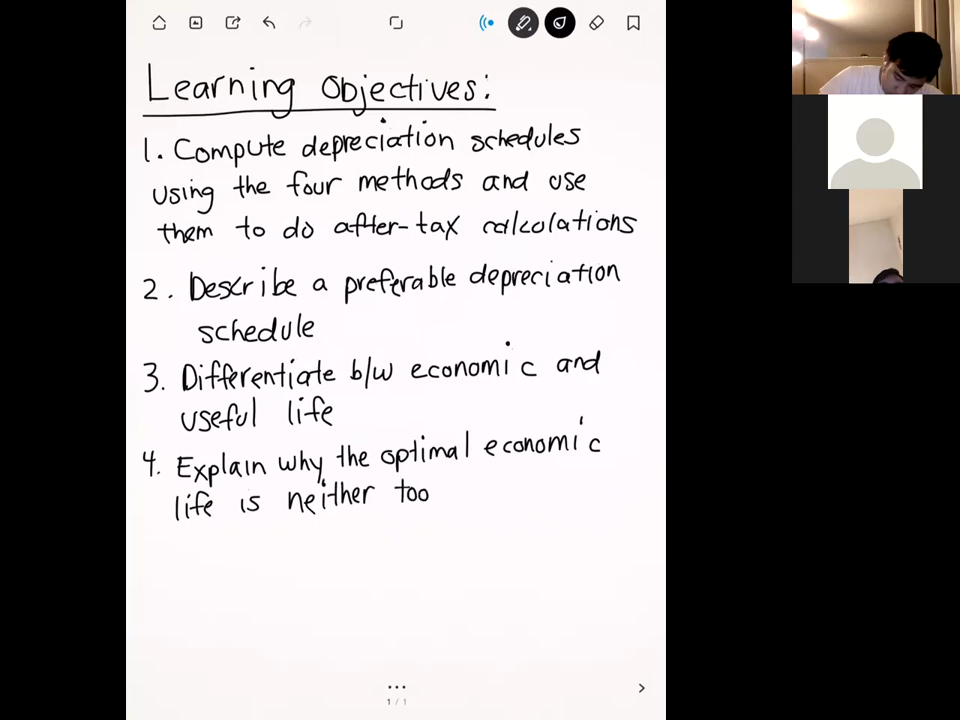 Learning Objectives:
1. Compute depreciation schedules
using the four methods and use
them to do after-tax calculations
2. Describe a preferable depreciation
schedule
3. Differentiate b/w economic and
useful life
4. Explain why the optimal economic
life is neither too
1 / 1